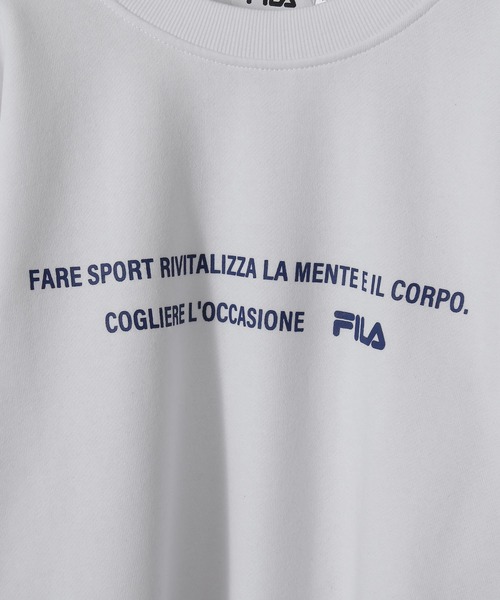 FILA
FARE SPORT RIVITALIZZA LA MENTE E IL CORPO.
COGLIERE L'OCCASIONE FILA